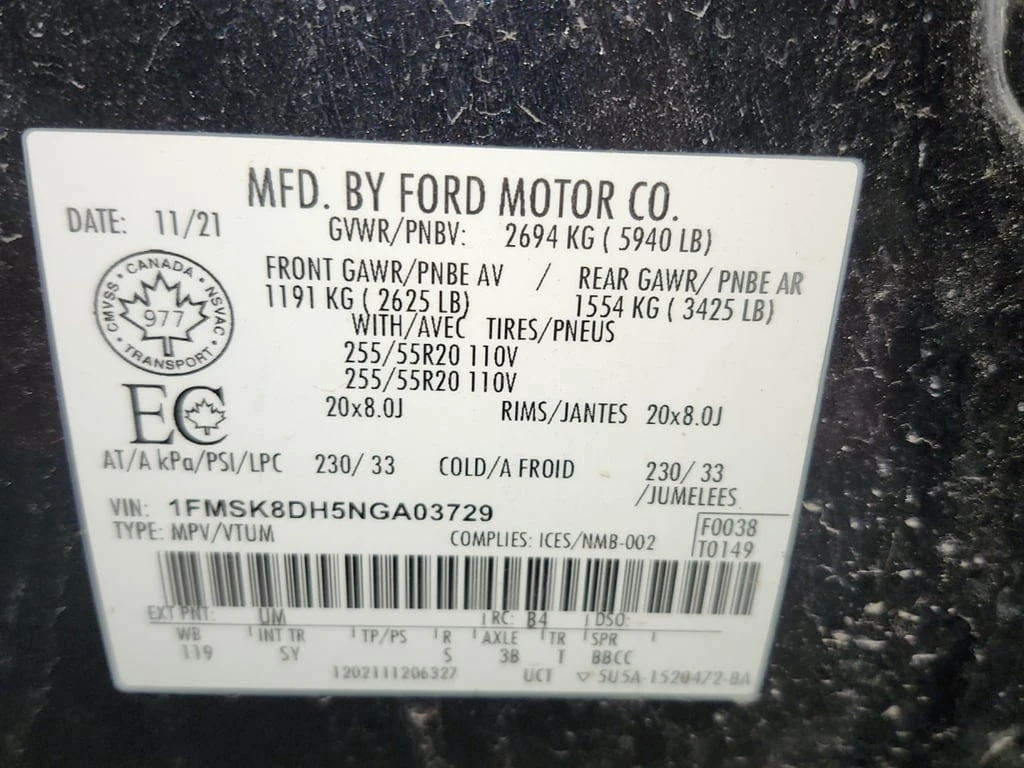 MFD. BY FORD MOTOR CO.
DATE: 11/21
GVWR/PNBV: 2694 KG ( 5940 LB)
FRONT GAWR/PNBE AV / REAR GAWR/ PNBE AR
1191 KG ( 2625 LB) 1554 KG ( 3425 LB)
WITH/AVEC TIRES/PNEUS
255/55R20 110V
255/55R20 110V
20x8.0J RIMS/JANTES 20x8.0J
CANADA
CMVSS 977 NSVAC
TRANSPORT
EC
AT/A kPa/PSI/LPC 230/ 33 COLD/A FROID 230/ 33
/JUMELEES
VIN: 1FMSK8DH5NGA03729
TYPE: MPV/VTUM COMPLIES: ICES/NMB-002
F0038
T0149
EXT PNT: UM RC: B4 DSO:
WB INT TR TP/PS R AXLE TR SPR
119 SY S 3B T BBCC
1202111206327 UCT 5U5A-1520472-BA